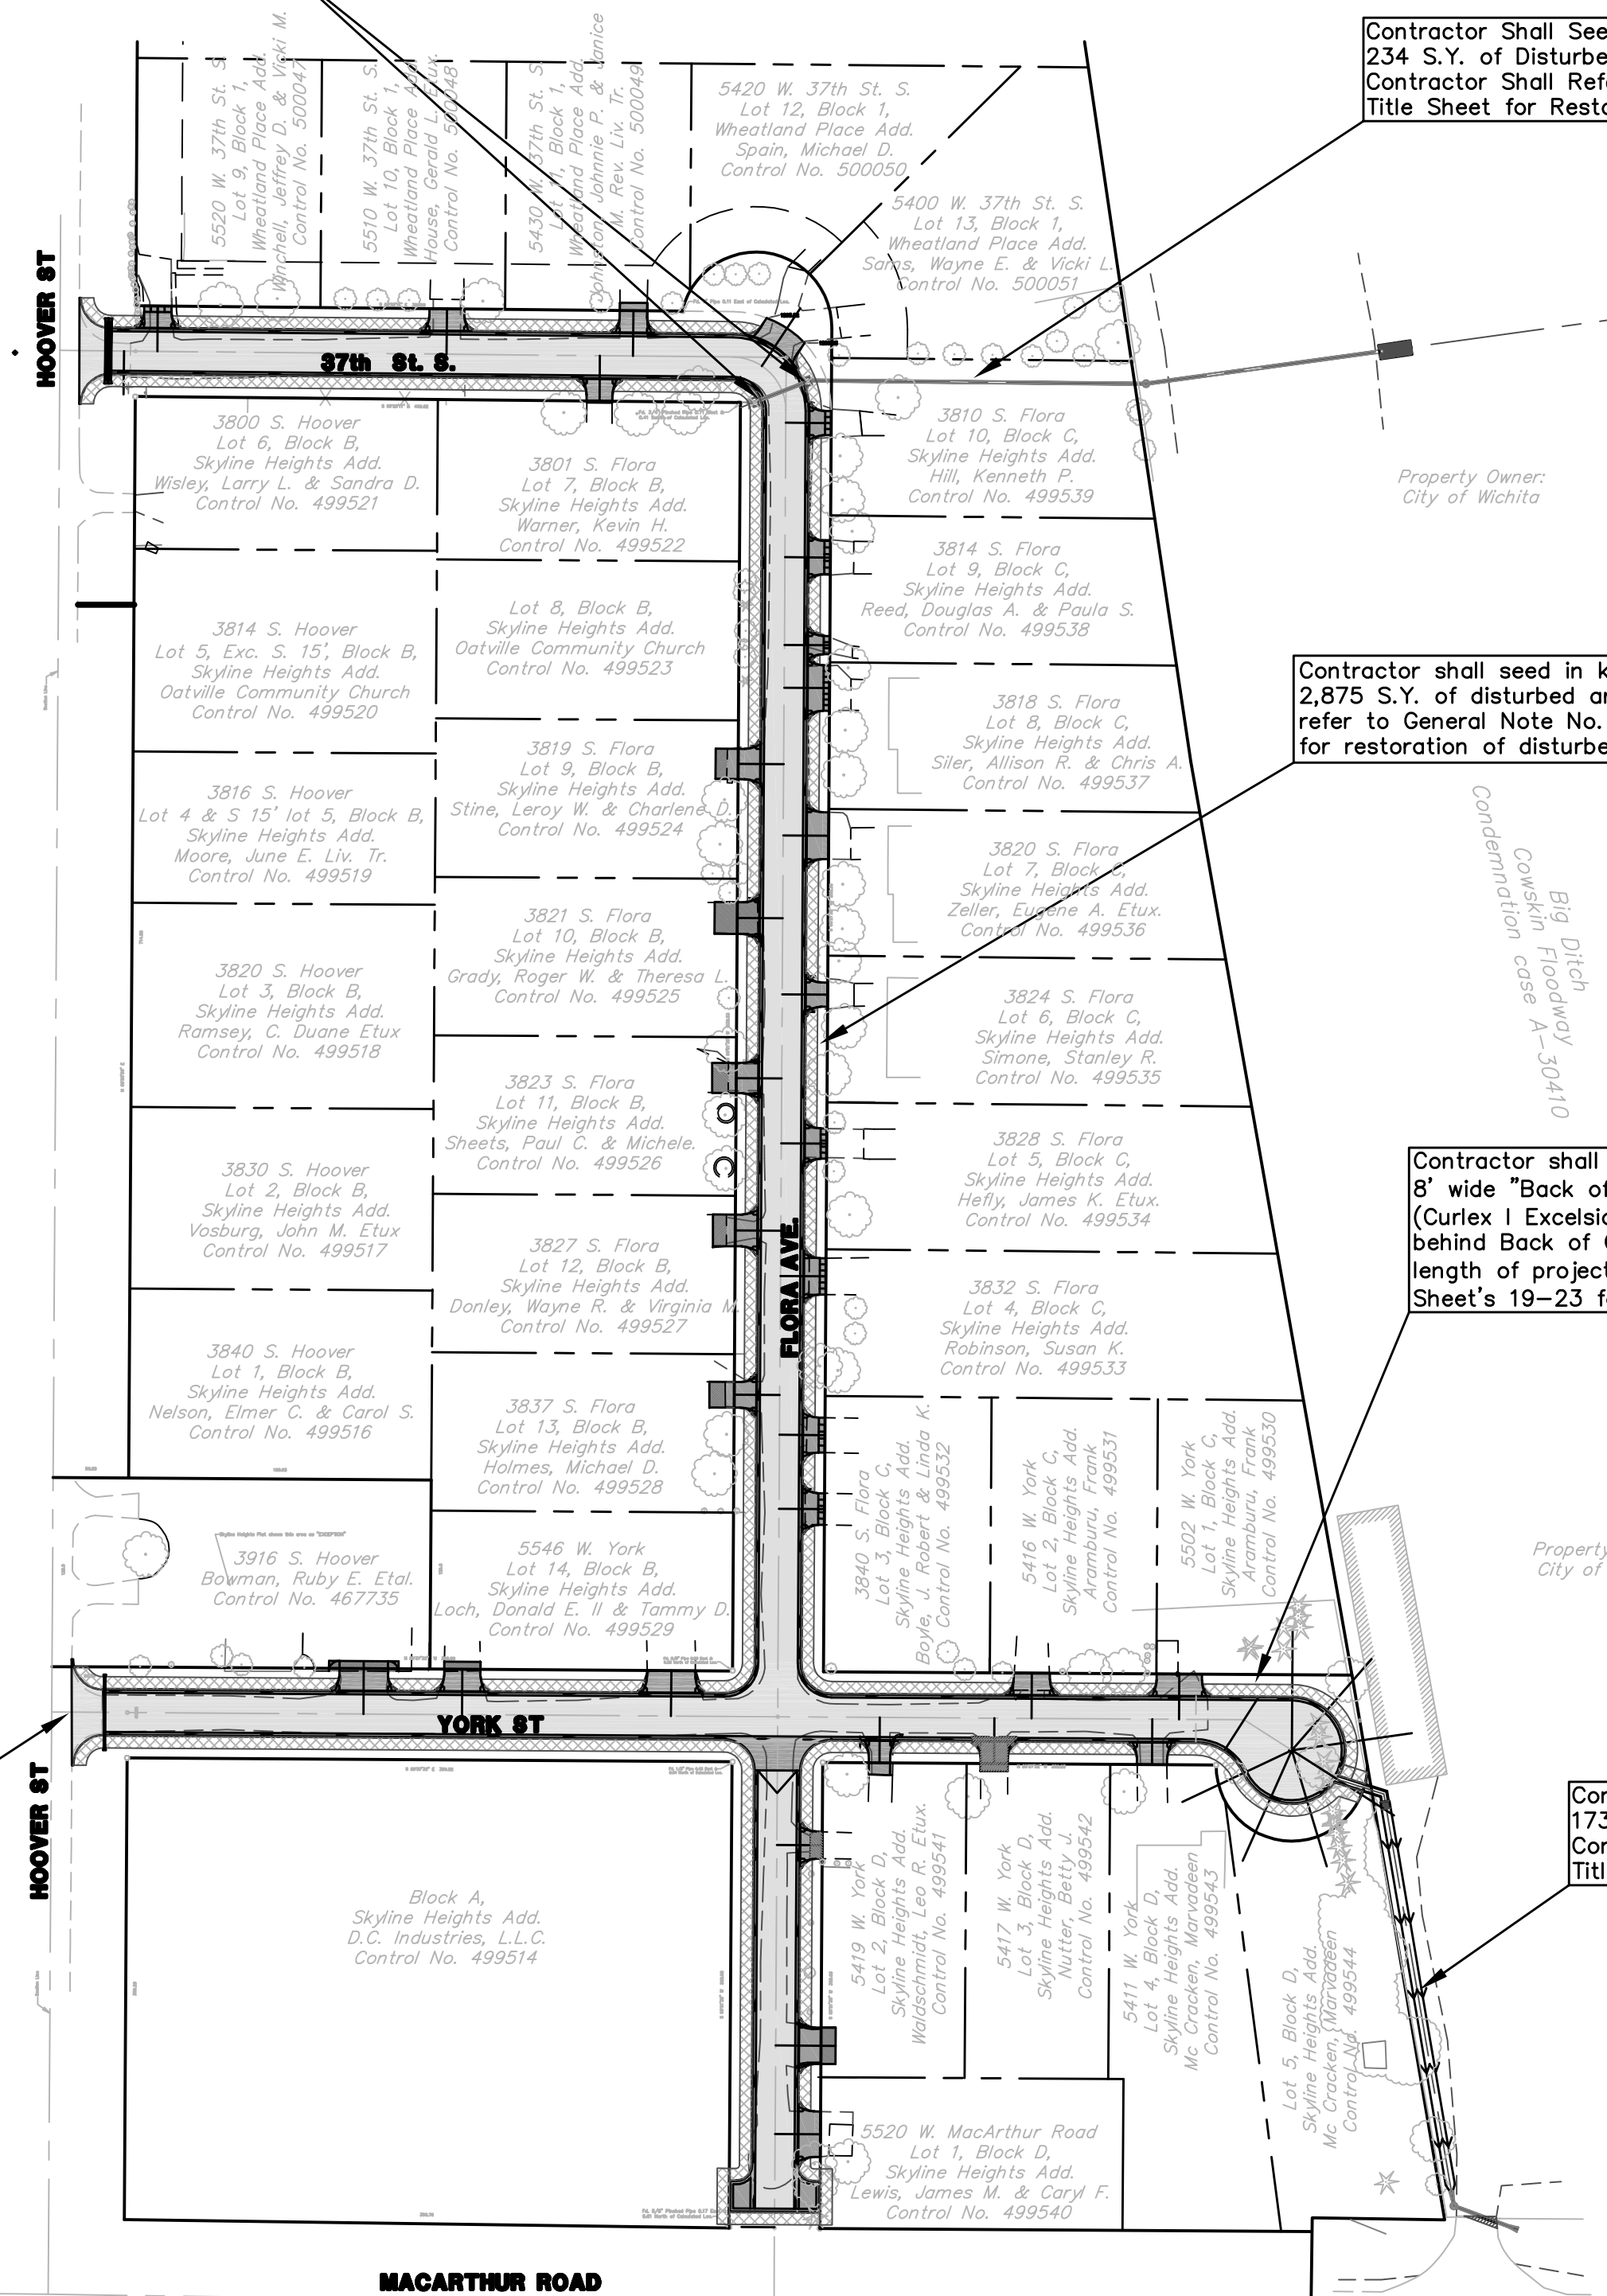 Contractor Shall See
234 S.Y. of Disturbe
Contractor Shall Refe
Title Sheet for Resto
5520 W. 37th St. S.
Lot 9, Block 1,
Wheatland Place Add.
Winchell, Jeffrey D. & Vicki M.
Control No. 500047
5510 W. 37th St. S.
Lot 10, Block 1,
Wheatland Place Add.
House, Gerald L. Etux.
Control No. 500048
5430 W. 37th St. S.
Lot 11, Block 1,
Wheatland Place Add.
Johnston, Johnnie P. & Janice
M. Rev. Liv. Tr.
Control No. 500049
5420 W. 37th St. S.
Lot 12, Block 1,
Wheatland Place Add.
Spain, Michael D.
Control No. 500050
5400 W. 37th St. S.
Lot 13, Block 1,
Wheatland Place Add.
Sams, Wayne E. & Vicki L.
Control No. 500051
HOOVER ST
37th St. S.
3800 S. Hoover
Lot 6, Block B,
Skyline Heights Add.
Wisley, Larry L. & Sandra D.
Control No. 499521
3801 S. Flora
Lot 7, Block B,
Skyline Heights Add.
Warner, Kevin H.
Control No. 499522
3810 S. Flora
Lot 10, Block C,
Skyline Heights Add.
Hill, Kenneth P.
Control No. 499539
Property Owner:
City of Wichita
3814 S. Flora
Lot 9, Block C,
Skyline Heights Add.
Reed, Douglas A. & Paula S.
Control No. 499538
3814 S. Hoover
Lot 5, Exc. S. 15', Block B,
Skyline Heights Add.
Oatville Community Church
Control No. 499520
Lot 8, Block B,
Skyline Heights Add.
Oatville Community Church
Control No. 499523
Contractor shall seed in k
2,875 S.Y. of disturbed ar
refer to General Note No.
for restoration of disturbe
3818 S. Flora
Lot 8, Block C,
Skyline Heights Add.
Siler, Allison R. & Chris A.
Control No. 499537
3816 S. Hoover
Lot 4 & S 15' lot 5, Block B,
Skyline Heights Add.
Moore, June E. Liv. Tr.
Control No. 499519
3819 S. Flora
Lot 9, Block B,
Skyline Heights Add.
Stine, Leroy W. & Charlene D.
Control No. 499524
3820 S. Flora
Lot 7, Block C,
Skyline Heights Add.
Zeller, Eugene A. Etux.
Control No. 499536
Big Ditch
Cowskin Floodway
Condemnation case A-30410
3820 S. Hoover
Lot 3, Block B,
Skyline Heights Add.
Ramsey, C. Duane Etux
Control No. 499518
3821 S. Flora
Lot 10, Block B,
Skyline Heights Add.
Grady, Roger W. & Theresa L.
Control No. 499525
3824 S. Flora
Lot 6, Block C,
Skyline Heights Add.
Simone, Stanley R.
Control No. 499535
3823 S. Flora
Lot 11, Block B,
Skyline Heights Add.
Sheets, Paul C. & Michele.
Control No. 499526
3828 S. Flora
Lot 5, Block C,
Skyline Heights Add.
Hefly, James K. Etux.
Control No. 499534
Contractor shall
8' wide "Back of
(Curlex I Excelsio
behind Back of C
length of project
Sheet's 19-23 f
3830 S. Hoover
Lot 2, Block B,
Skyline Heights Add.
Vosburg, John M. Etux
Control No. 499517
3827 S. Flora
Lot 12, Block B,
Skyline Heights Add.
Donley, Wayne R. & Virginia M.
Control No. 499527
FLORA AVE.
3832 S. Flora
Lot 4, Block C,
Skyline Heights Add.
Robinson, Susan K.
Control No. 499533
3840 S. Hoover
Lot 1, Block B,
Skyline Heights Add.
Nelson, Elmer C. & Carol S.
Control No. 499516
3837 S. Flora
Lot 13, Block B,
Skyline Heights Add.
Holmes, Michael D.
Control No. 499528
3840 S. Flora
Lot 3, Block C,
Skyline Heights Add.
Boyle, J. Robert & Linda K.
Control No. 499532
5416 W. York
Lot 2, Block C,
Skyline Heights Add.
Aramburu, Frank
Control No. 499531
5502 W. York
Lot 1, Block C,
Skyline Heights Add.
Aramburu, Frank
Control No. 499530
Skyline Heights Plat shows this area as "EXCEPTION"
3916 S. Hoover
Bowman, Ruby E. Etal.
Control No. 467735
5546 W. York
Lot 14, Block B,
Skyline Heights Add.
Loch, Donald E. II & Tammy D.
Control No. 499529
Property
City of
YORK ST
HOOVER ST
Con
173
Con
Titl
Block A,
Skyline Heights Add.
D.C. Industries, L.L.C.
Control No. 499514
5419 W. York
Lot 2, Block D,
Skyline Heights Add.
Waldschmidt, Leo R. Etux.
Control No. 499541
5417 W. York
Lot 3, Block D,
Skyline Heights Add.
Nutter, Betty J.
Control No. 499542
5411 W. York
Lot 4, Block D,
Skyline Heights Add.
Mc Cracken, Marvadeen
Control No. 499543
Lot 5, Block D,
Skyline Heights Add.
Mc Cracken, Marvadeen
Control No. 499544
5520 W. MacArthur Road
Lot 1, Block D,
Skyline Heights Add.
Lewis, James M. & Caryl F.
Control No. 499540
MACARTHUR ROAD